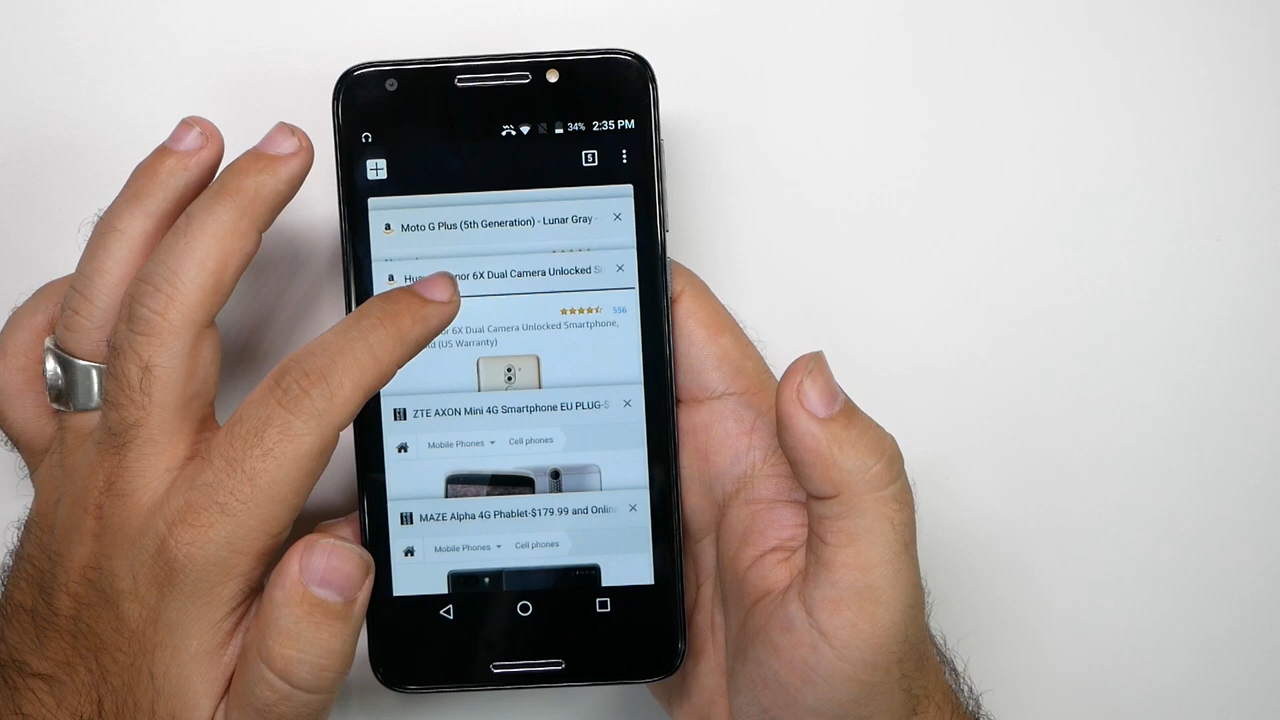 34% 2:35 PM
5
a Moto G Plus (5th Generation) - Lunar Gray -
a nor 6X Dual Camera Unlocked S
556
or 6X Dual Camera Unlocked Smartphone,
(US Warranty)
ZTE AXON Mini 4G Smartphone EU PLUG-$
Mobile Phones Cell phones
MAZE Alpha 4G Phablet-$179.99 and Onlin
Mobile Phones Cell phones